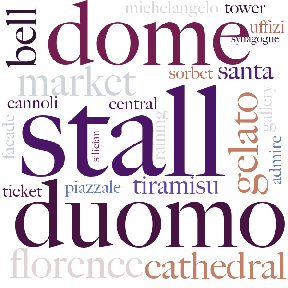 michelangelo tower
bell
dome
uffizi
synagogue
market
sorbet santa
cannoli central
facade
sicilian
running
gelato
gallery
admire
stall
ticket piazzale tiramisu
duomo
florence cathedral